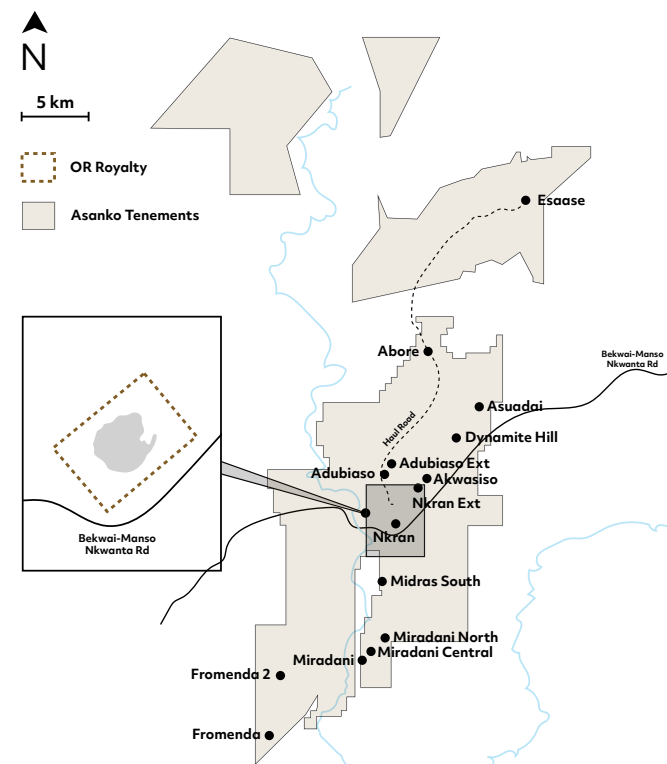 N
5 km
OR Royalty
Asanko Tenements
Esaase
Abore
Bekwai-Manso
Nkwanta Rd
Asuadai
Haul Road
Dynamite Hill
Adubiaso Ext
Adubiaso
Akwasiso
Nkran Ext
Nkran
Bekwai-Manso
Nkwanta Rd
Midras South
Miradani North
Miradani Central
Miradani
Fromenda 2
Fromenda